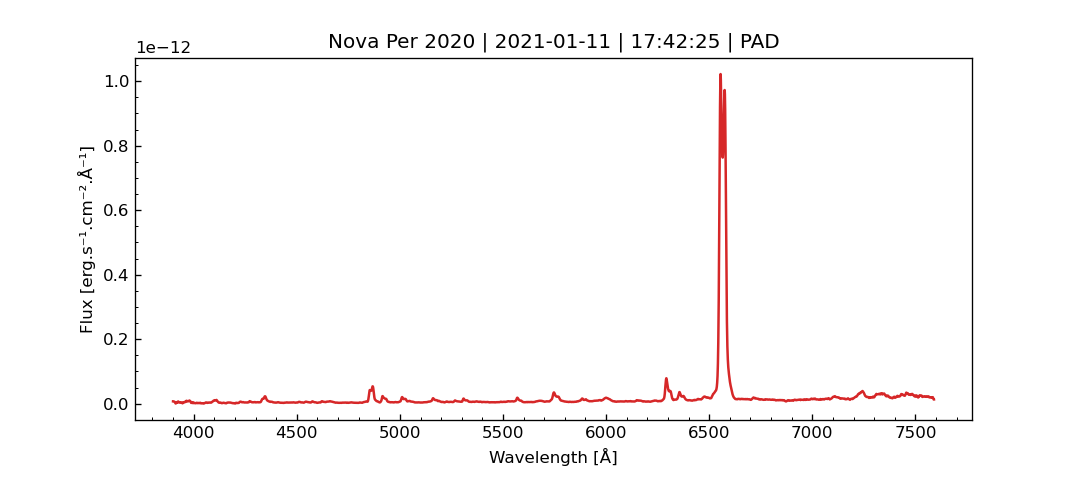 Nova Per 2020 | 2021-01-11 | 17:42:25 | PAD
1e−12
1.0
0.8
0.6
0.4
0.2
0.0
Flux [erg.s⁻¹.cm⁻².Å⁻¹]
4000 4500 5000 5500 6000 6500 7000 7500
Wavelength [Å]